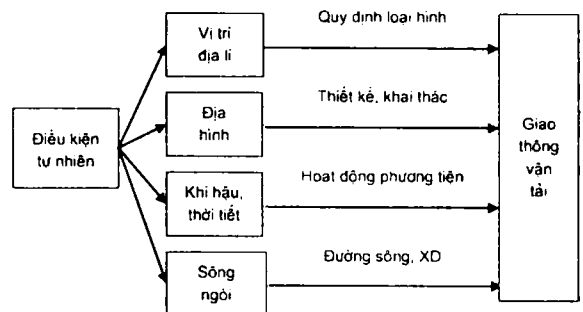 Quy định loại hình
Vị trí
địa lí
Thiết kế, khai thác
Địa
hình
Điều kiện
tự nhiên
Giao
thông
vận
tải
Hoạt động phương tiện
Khí hậu,
thời tiết
Đường sông, XD
Sông
ngòi